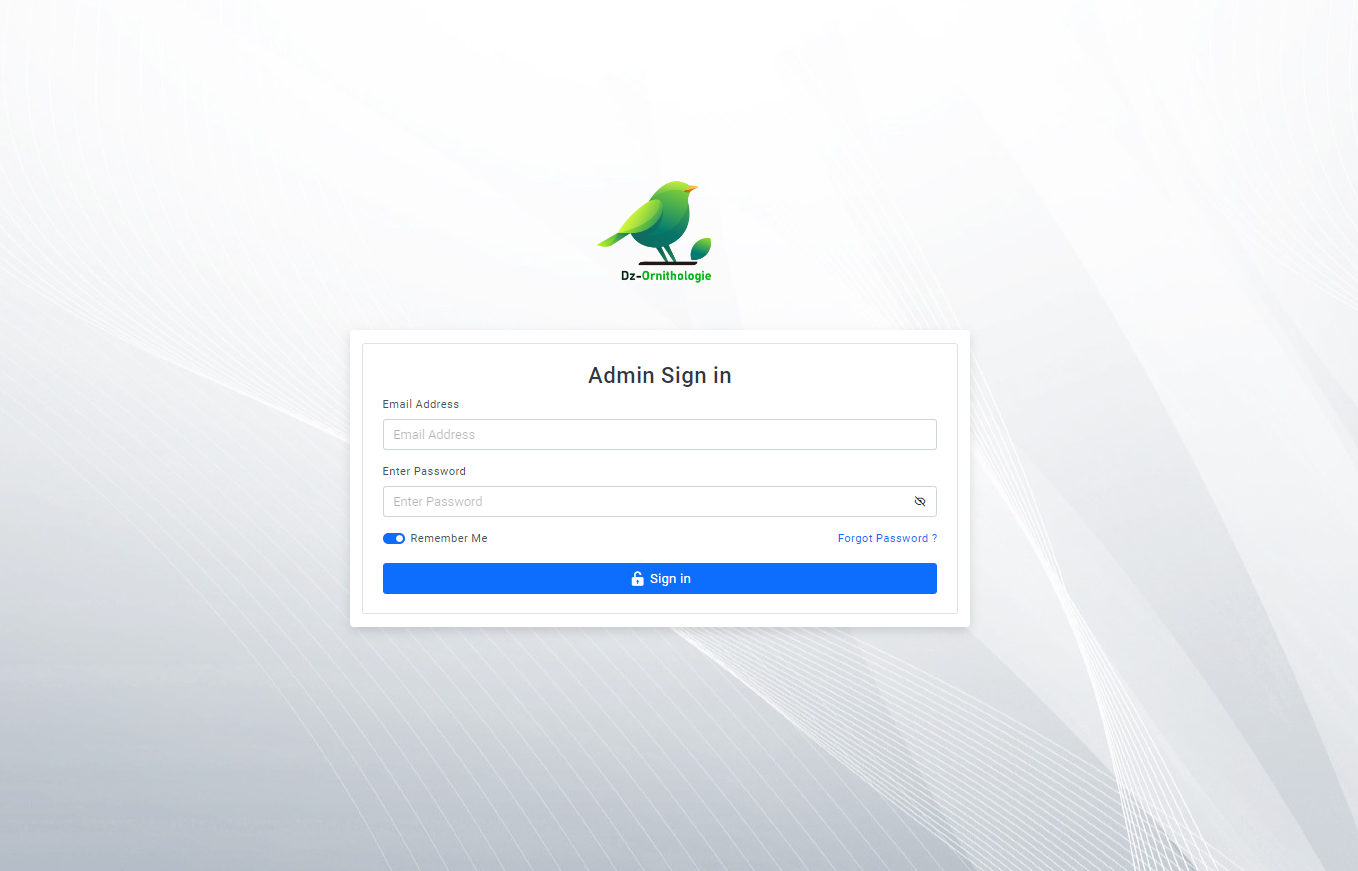 Dz-Ornithologie
Admin Sign in
Email Address
Email Address
Enter Password
Enter Password
Remember Me
Forgot Password ?
Sign in